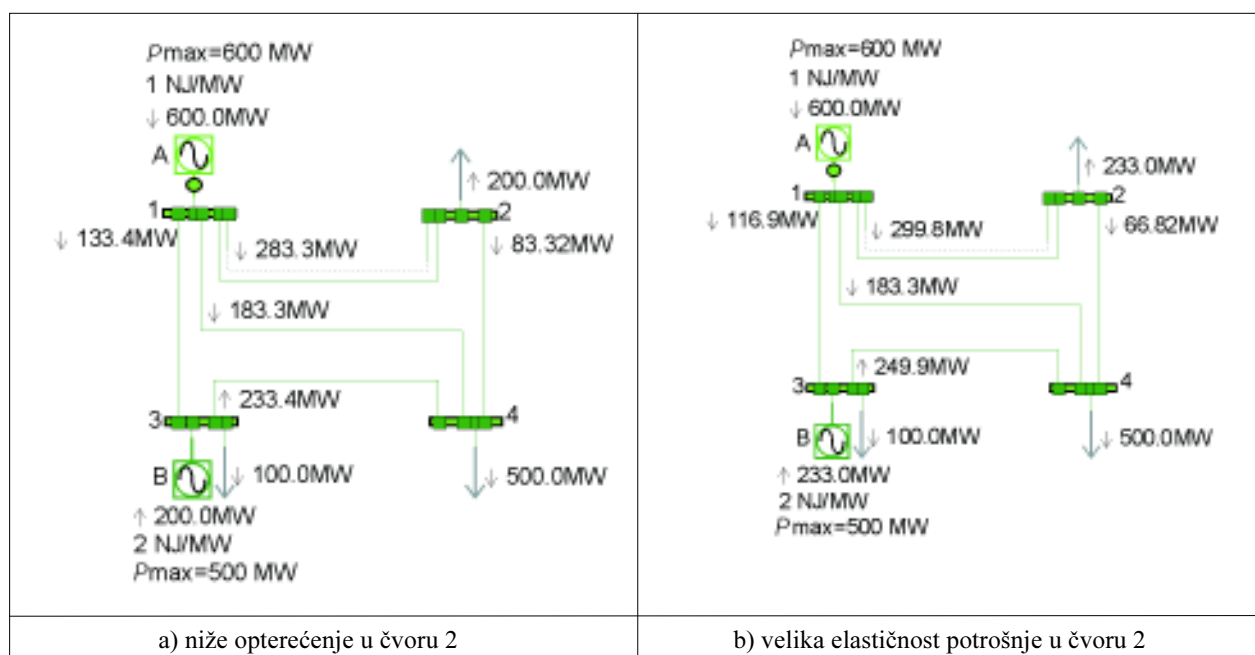 Pmax=600 MW
1 NJ/MW
↓ 600.0MW
A
1
↑ 200.0MW
2
↓ 133.4MW
↓ 283.3MW
↓ 83.32MW
↓ 183.3MW
3
↑ 233.4MW
4
B
↓ 100.0MW
↓ 500.0MW
↑ 200.0MW
2 NJ/MW
Pmax=500 MW
a) niže opterećenje u čvoru 2
Pmax=600 MW
1 NJ/MW
↓ 600.0MW
A
↑ 233.0MW
1
2
↓ 116.9MW
↓ 299.8MW
↓ 66.82MW
↓ 183.3MW
3
↑ 249.9MW
4
B
↓ 100.0MW
↓ 500.0MW
↑ 233.0MW
2 NJ/MW
Pmax=500 MW
b) velika elastičnost potrošnje u čvoru 2